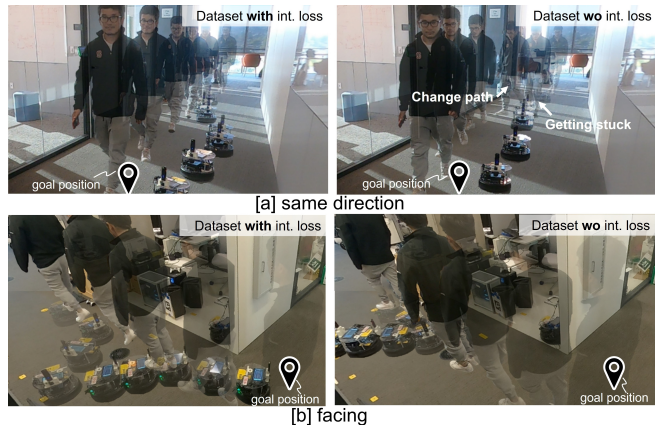 Dataset with int. loss
Dataset wo int. loss
Change path
Getting stuck
goal position
goal position
[a] same direction
Dataset with int. loss
Dataset wo int. loss
goal position
goal position
[b] facing